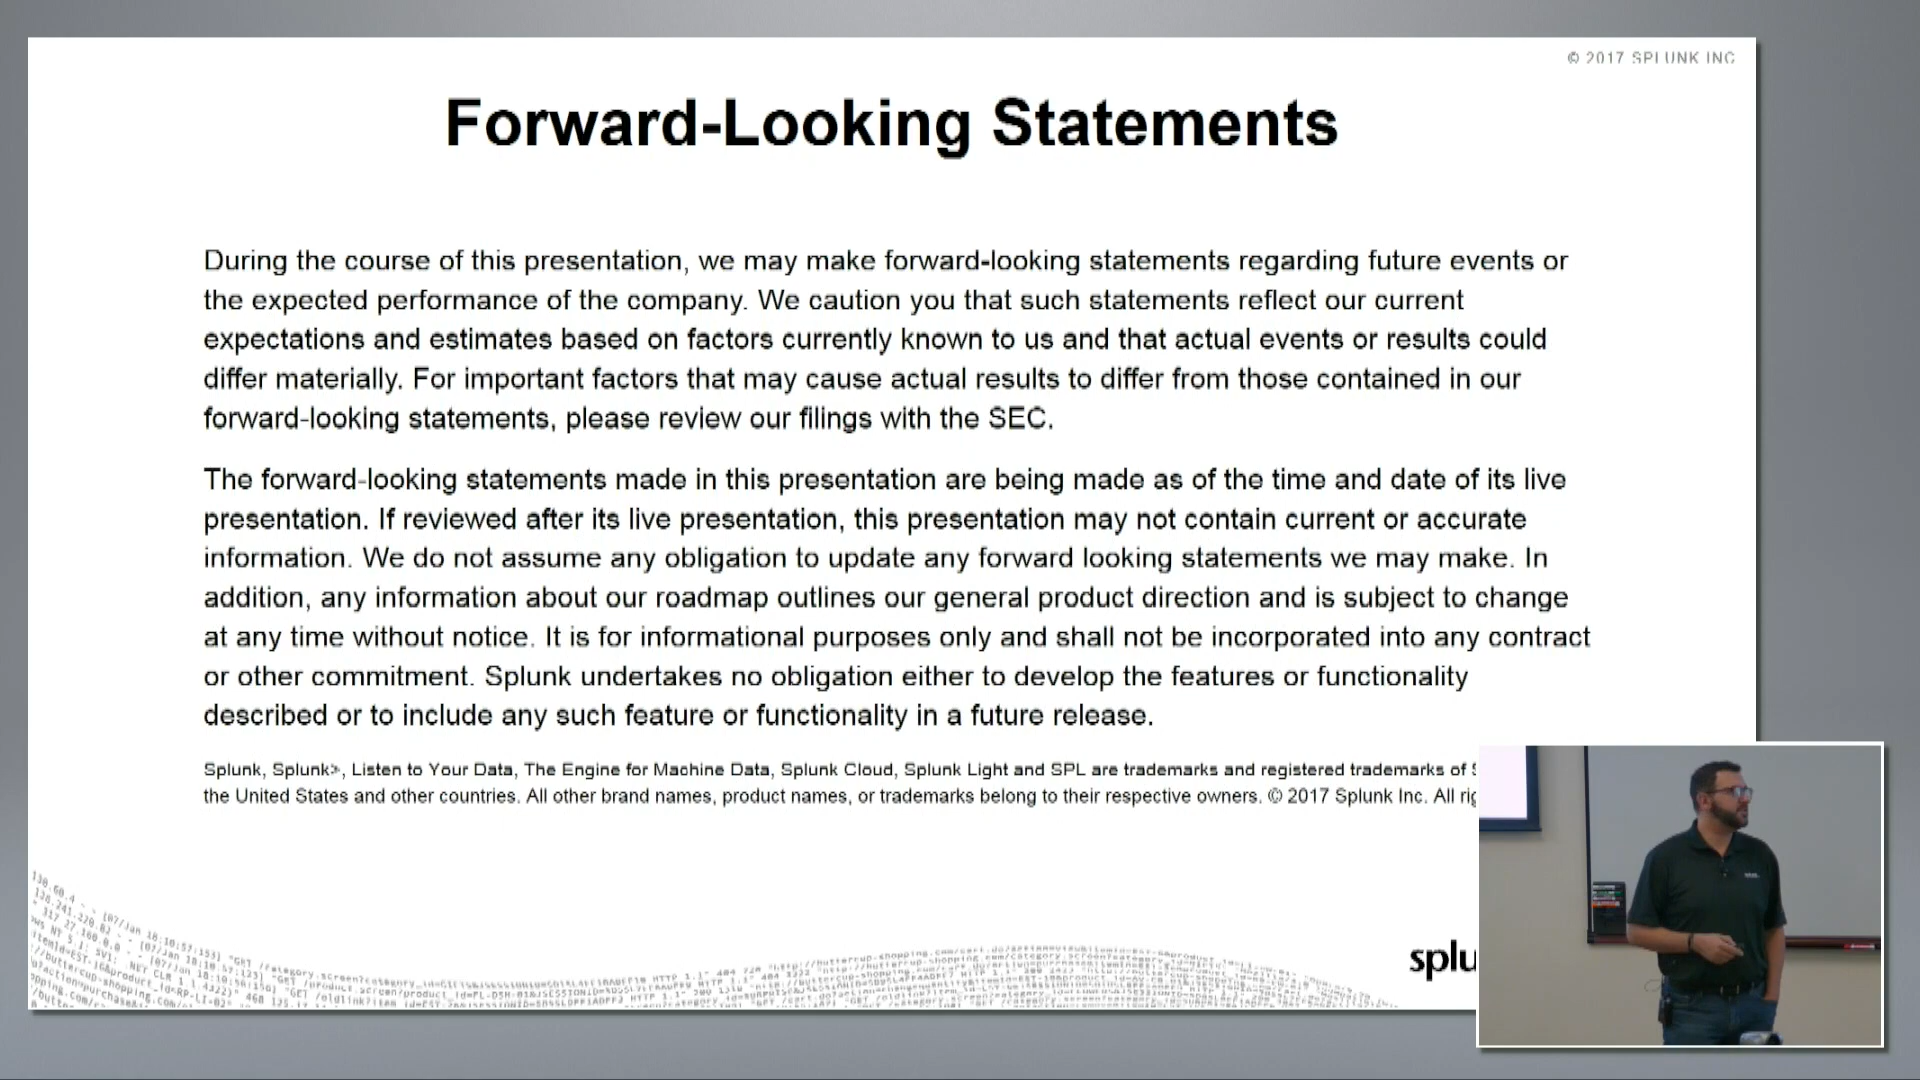 © 2017 SPLUNK INC
Forward-Looking Statements
During the course of this presentation, we may make forward-looking statements regarding future events or
the expected performance of the company. We caution you that such statements reflect our current
expectations and estimates based on factors currently known to us and that actual events or results could
differ materially. For important factors that may cause actual results to differ from those contained in our
forward-looking statements, please review our filings with the SEC.
The forward-looking statements made in this presentation are being made as of the time and date of its live
presentation. If reviewed after its live presentation, this presentation may not contain current or accurate
information. We do not assume any obligation to update any forward looking statements we may make. In
addition, any information about our roadmap outlines our general product direction and is subject to change
at any time without notice. It is for informational purposes only and shall not be incorporated into any contract
or other commitment. Splunk undertakes no obligation either to develop the features or functionality
described or to include any such feature or functionality in a future release.
Splunk, Splunk>, Listen to Your Data, The Engine for Machine Data, Splunk Cloud, Splunk Light and SPL are trademarks and registered trademarks of
the United States and other countries. All other brand names, product names, or trademarks belong to their respective owners. © 2017 Splunk Inc. All
splu